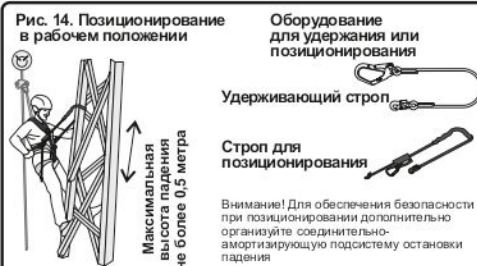 Рис. 14. Позиционирование
в рабочем положении
Максимальная
высота падения
не более 0,5 метра
Оборудование
для удержания или
позиционирования
Удерживающий строп
Строп для
позиционирования
Внимание! Для обеспечения безопасности
при позиционировании дополнительно
организуйте соединительно-
амортизирующую подсистему остановки
падения